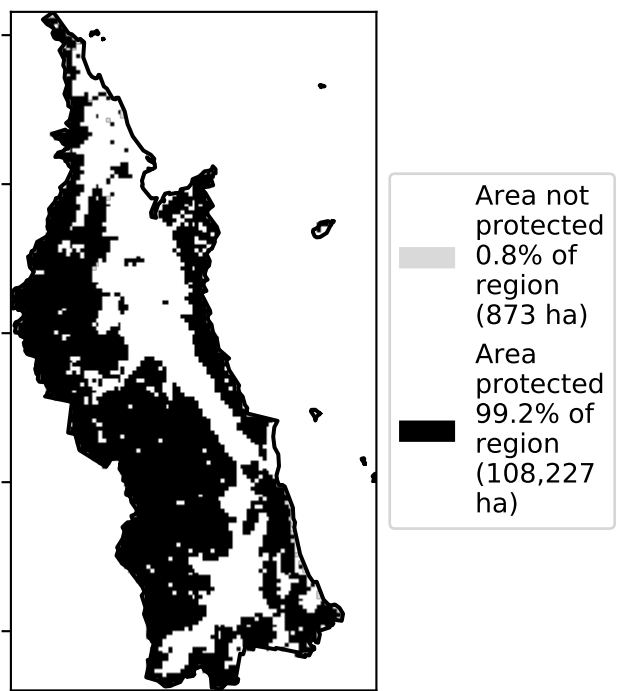 Area not
protected
0.8% of
region
(873 ha)
Area
protected
99.2% of
region
(108,227
ha)